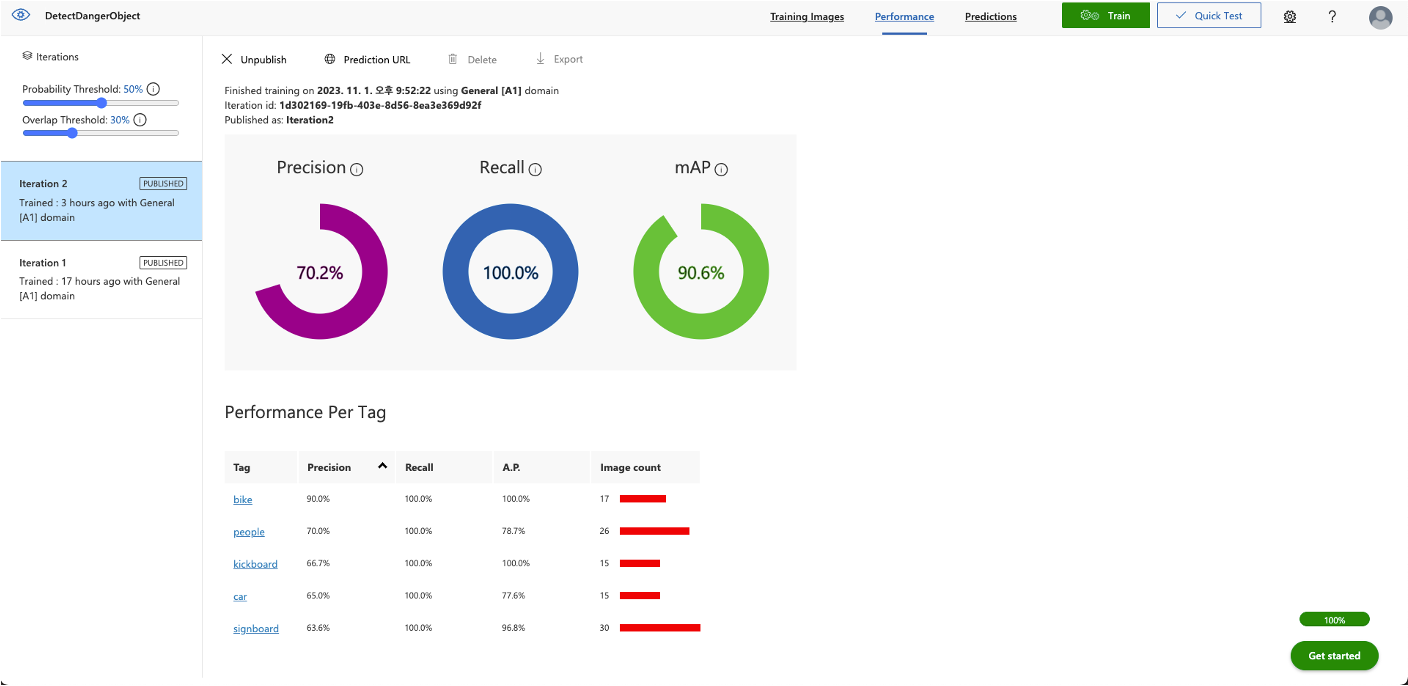 DetectDangerObject
Training Images
Performance
Predictions
Train
Quick Test
?
Iterations
Probability Threshold: 50%
Overlap Threshold: 30%
Iteration 2 PUBLISHED
Trained : 3 hours ago with General
[A1] domain
Iteration 1 PUBLISHED
Trained : 17 hours ago with General
[A1] domain
Unpublish
Prediction URL
Delete
Export
Finished training on 2023. 11. 1. 오후 9:52:22 using General [A1] domain
Iteration id: 1d302169-19fb-403e-8d56-8ea3e369d92f
Published as: Iteration2
Precision
Recall
mAP
70.2%
100.0%
90.6%
Performance Per Tag
Tag Precision Recall A.P. Image count
bike 90.0% 100.0% 100.0% 17
people 70.0% 100.0% 78.7% 26
kickboard 66.7% 100.0% 100.0% 15
car 65.0% 100.0% 77.6% 15
signboard 63.6% 100.0% 96.8% 30
100%
Get started